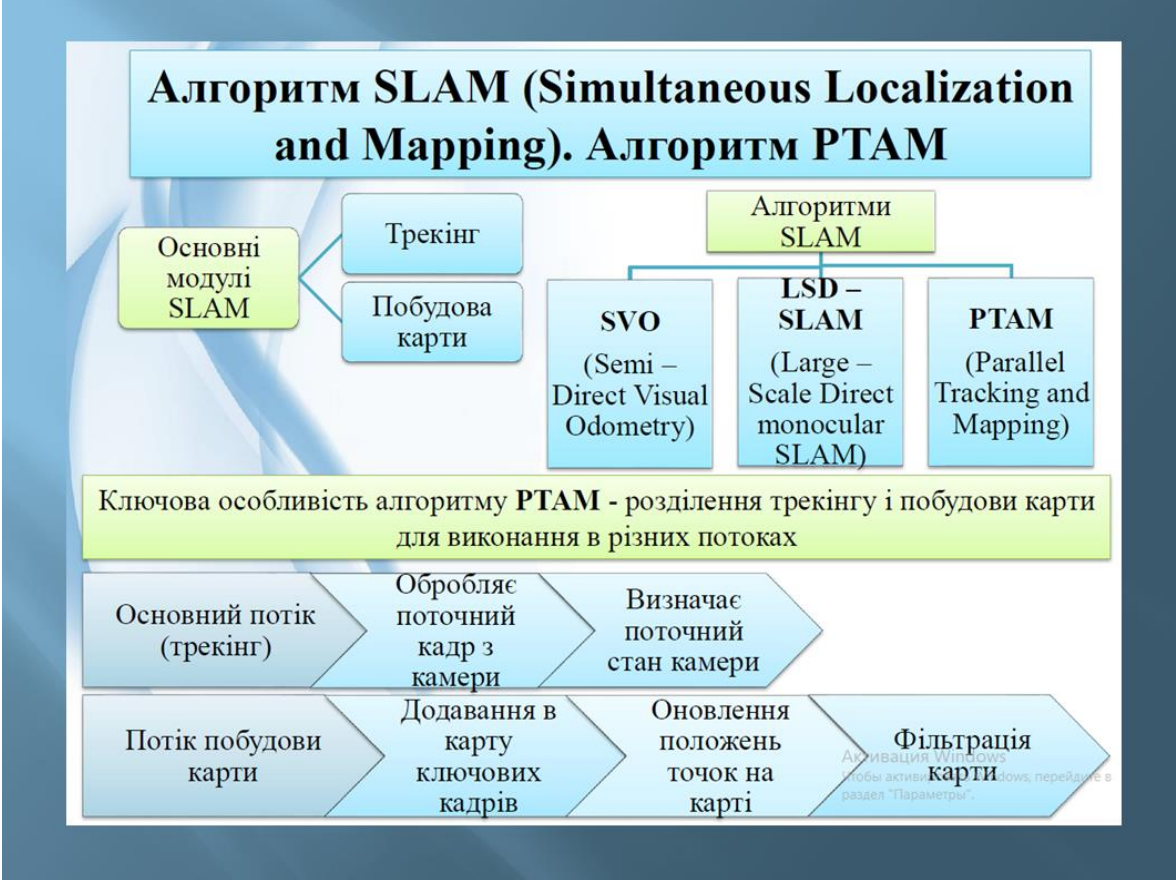 Алгоритм SLAM (Simultaneous Localization
and Mapping). Алгоритм PTAM
Основні
модулі
SLAM
Трекінг
Побудова
карти
Алгоритми
SLAM
SVO
(Semi –
Direct Visual
Odometry)
LSD –
SLAM
(Large –
Scale Direct
monocular
SLAM)
PTAM
(Parallel
Tracking and
Mapping)
Ключова особливість алгоритму PTAM - розділення трекінгу і побудови карти
для виконання в різних потоках
Основний потік
(трекінг)
Обробляє
поточний
кадр з
камери
Визначає
поточний
стан камери
Потік побудови
карти
Додавання в
карту
ключових
кадрів
Оновлення
положень
точок на
карті
Фільтрація
карти
Активация Windows
Чтобы активировать Windows, перейдите в
раздел "Параметры".